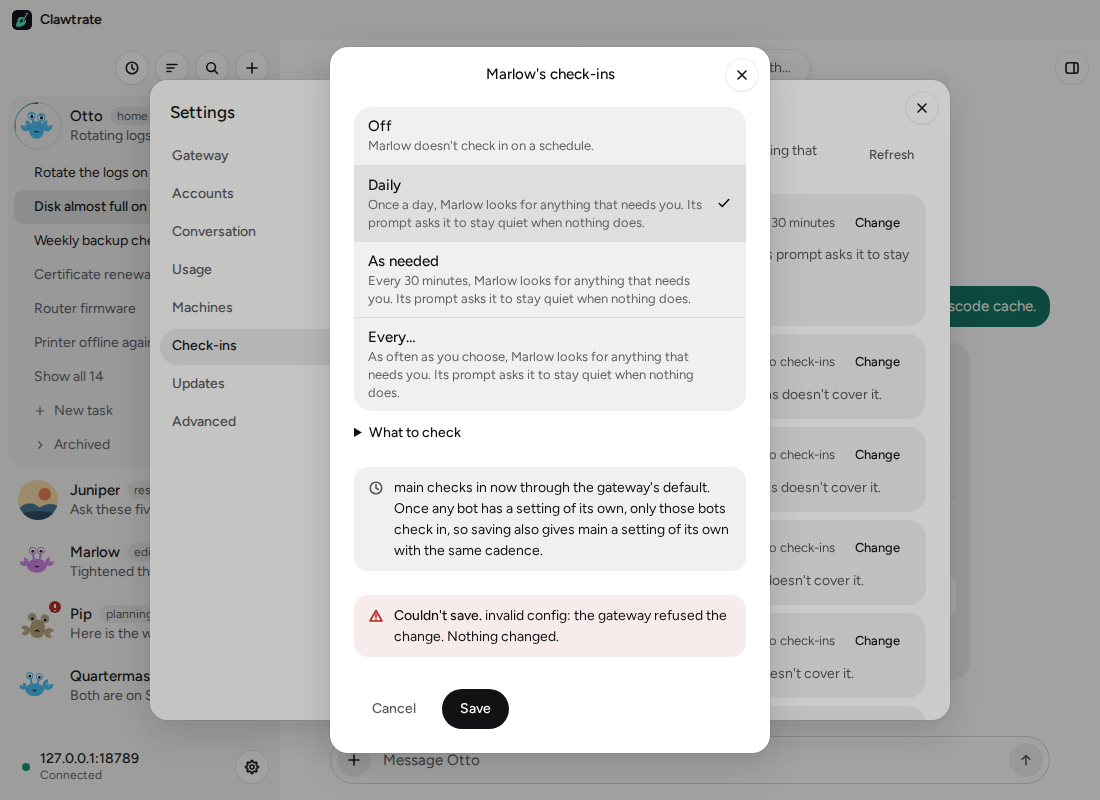 Clawtrate
Otto home
Rotating logs
Rotate the logs on
Disk almost full on
Weekly backup che
Certificate renewa
Router firmware
Printer offline again
Show all 14
New task
Archived
Juniper res
Ask these fiv
Marlow edi
Tightened th
Pip planning
Here is the w
Quartermas
Both are on S
127.0.0.1:18789
Connected
Settings
Gateway
Accounts
Conversation
Usage
Machines
Check-ins
Updates
Advanced
Marlow's check-ins
Off
Marlow doesn't check in on a schedule.
Daily
Once a day, Marlow looks for anything that needs you. Its
prompt asks it to stay quiet when nothing does.
As needed
Every 30 minutes, Marlow looks for anything that needs
you. Its prompt asks it to stay quiet when nothing does.
Every...
As often as you choose, Marlow looks for anything that
needs you. Its prompt asks it to stay quiet when nothing
does.
What to check
main checks in now through the gateway's default.
Once any bot has a setting of its own, only those bots
check in, so saving also gives main a setting of its own
with the same cadence.
Couldn't save. invalid config: the gateway refused the
change. Nothing changed.
Cancel
Save
th...
ing that
Refresh
30 minutes Change
s prompt asks it to stay
o check-ins Change
as doesn't cover it.
o check-ins Change
s doesn't cover it.
o check-ins Change
doesn't cover it.
o check-ins Change
esn't cover it.
scode cache.
Message Otto